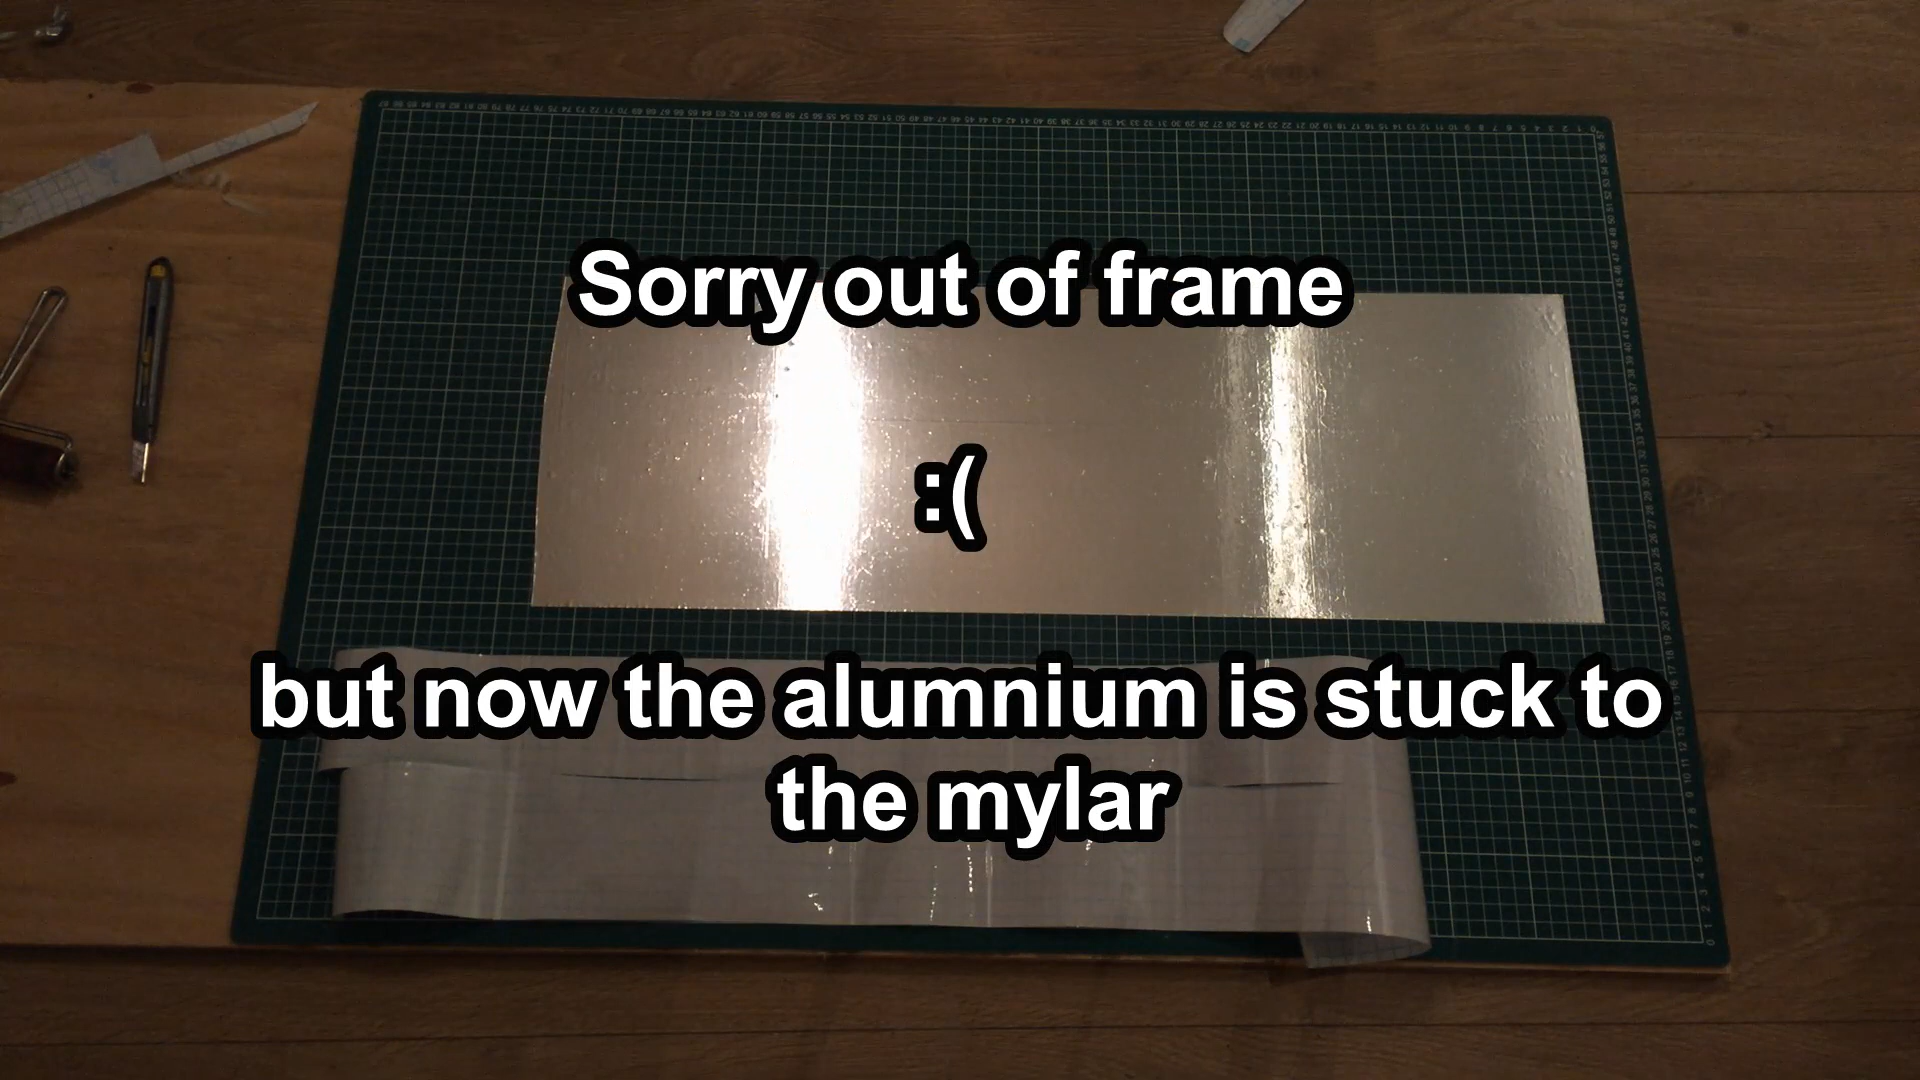 Sorry out of frame
:(
but now the alumnium is stuck to
the mylar